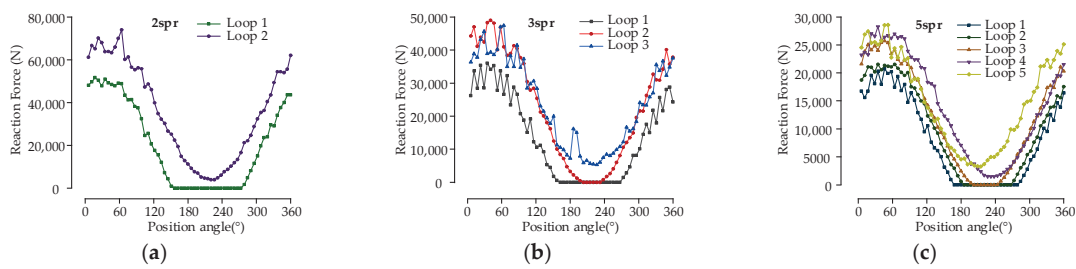 2spr
Loop 1
Loop 2
Reaction Force (N)
80,000
60,000
40,000
20,000
0
0 60 120 180 240 300 360
Position angle(°)
(a)
3spr
Loop 1
Loop 2
Loop 3
Reaction Force (N)
50,000
40,000
30,000
20,000
10,000
0
0 60 120 180 240 300 360
Position angle(°)
(b)
5spr
Loop 1
Loop 2
Loop 3
Loop 4
Loop 5
Reaction Force (N)
30,000
25,000
20,000
15,000
10,000
5000
0
0 60 120 180 240 300 360
Position angle(°)
(c)